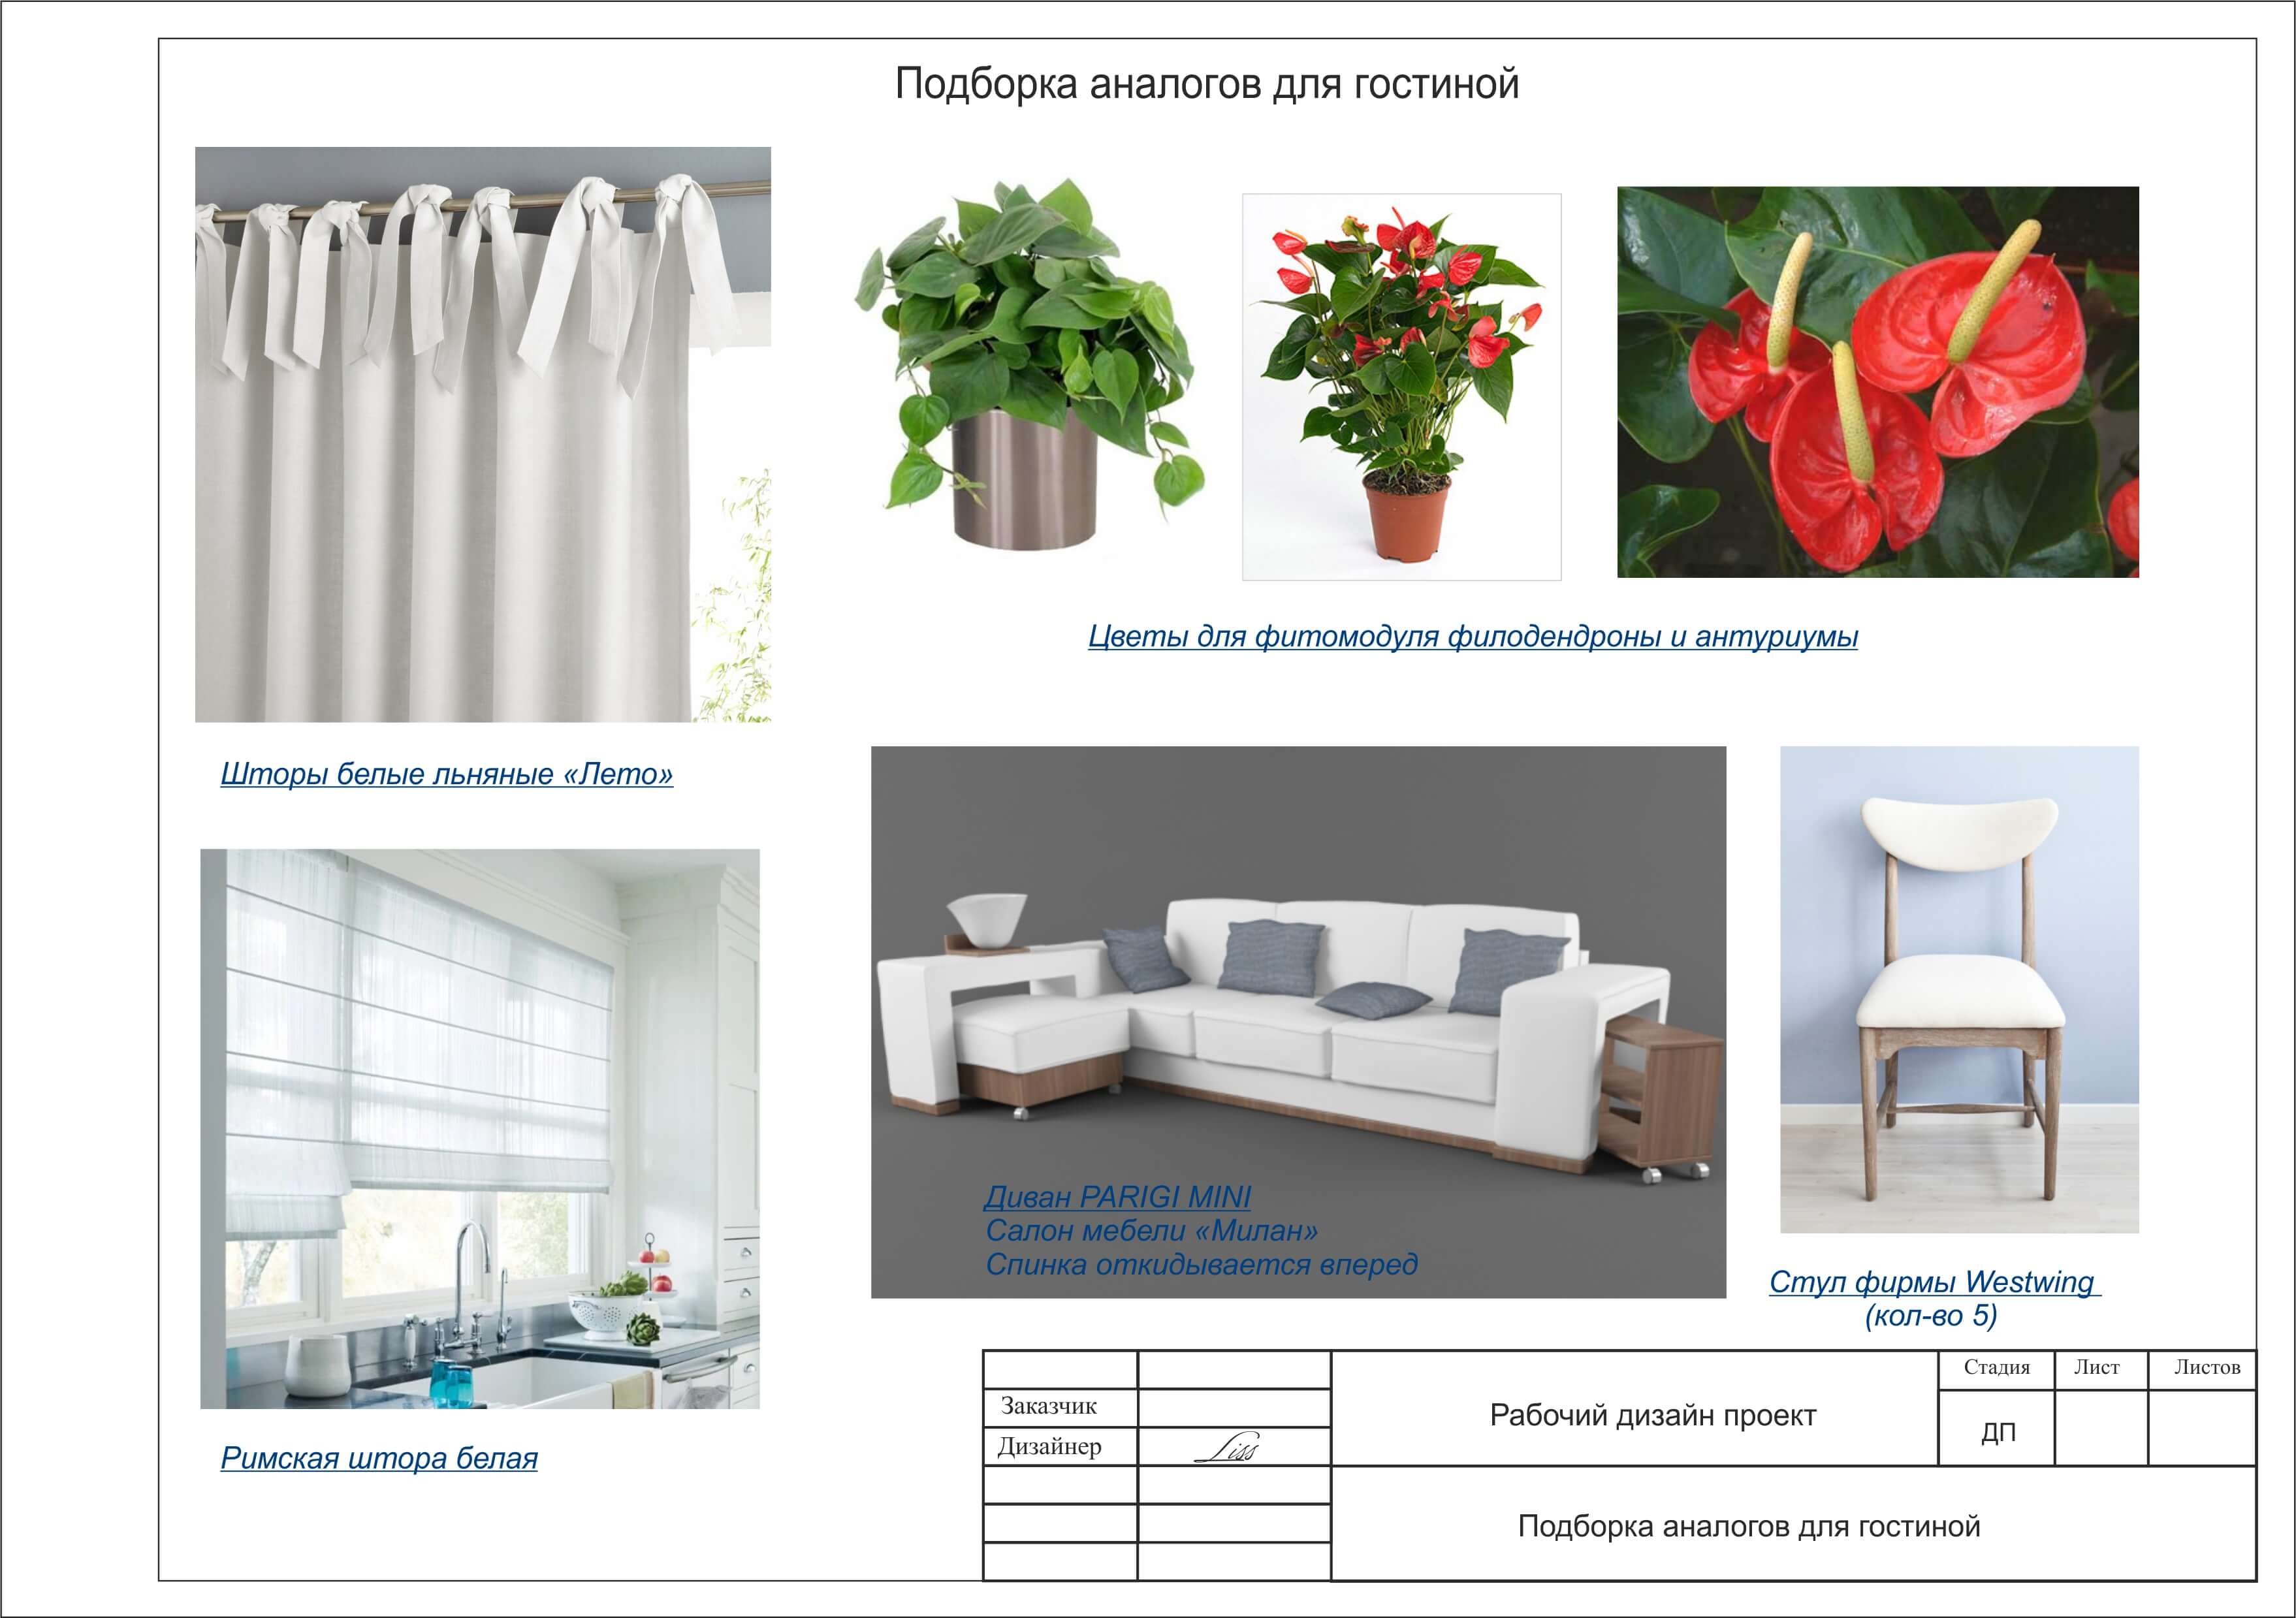 Подборка аналогов для гостиной
Цветы для фитомодуля филодендроны и антуриумы
Шторы белые льняные «Лето»
Диван PARIGI MINI
Салон мебели «Милан»
Спинка откидывается вперед
Стул фирмы Westwing
(кол-во 5)
Римская штора белая
Заказчик
Дизайнер
Liss
Рабочий дизайн проект
Стадия
Лист
Листов
ДП
Подборка аналогов для гостиной